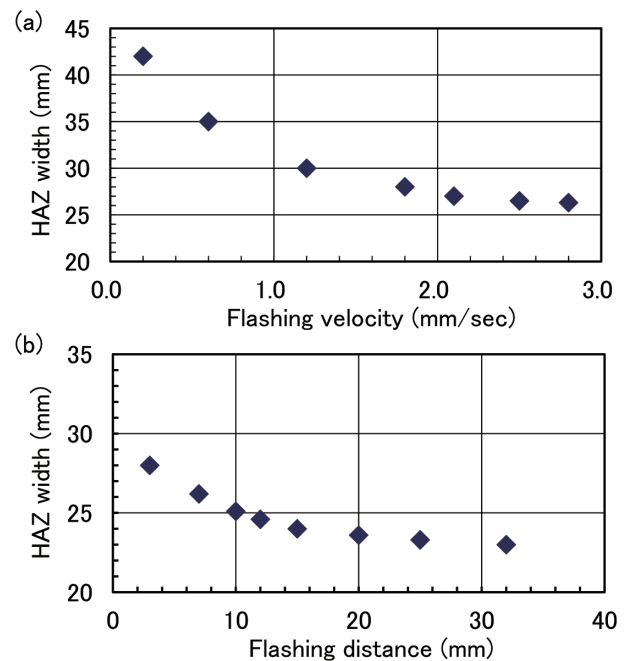 (a)
45
40
35
30
25
20
HAZ width (mm)
0.0 1.0 2.0 3.0
Flashing velocity (mm/sec)
(b)
35
30
25
20
HAZ width (mm)
0 10 20 30 40
Flashing distance (mm)